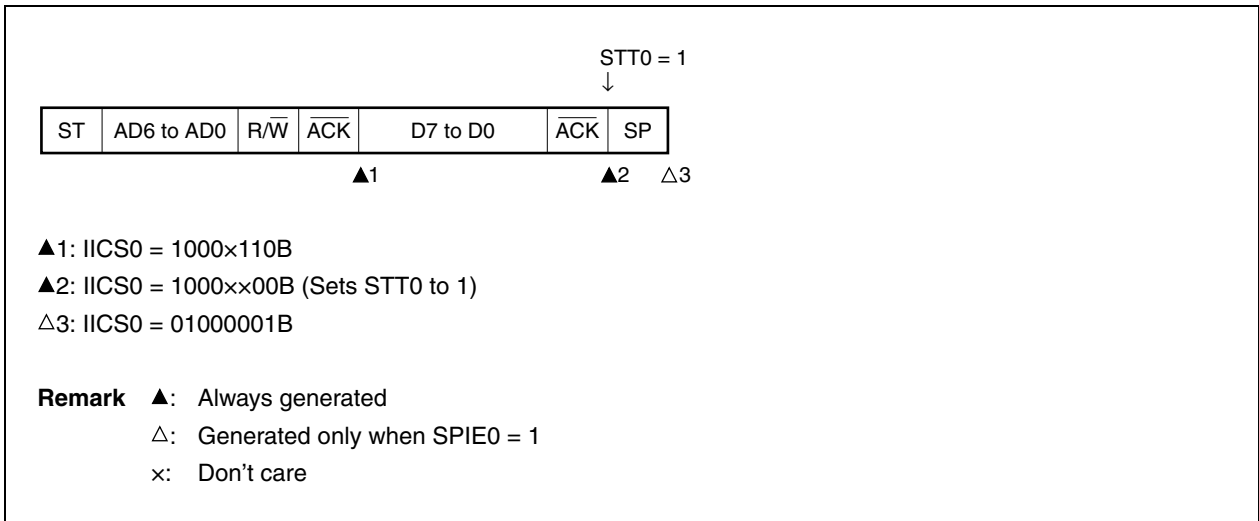 STT0 = 1
↓
ST AD6 to AD0 R/W̅ A̅C̅K̅ D7 to D0 A̅C̅K̅ SP
▲1 ▲2 △3
▲1: IICS0 = 1000×110B
▲2: IICS0 = 1000××00B (Sets STT0 to 1)
△3: IICS0 = 01000001B
Remark ▲: Always generated
△: Generated only when SPIE0 = 1
×: Don't care